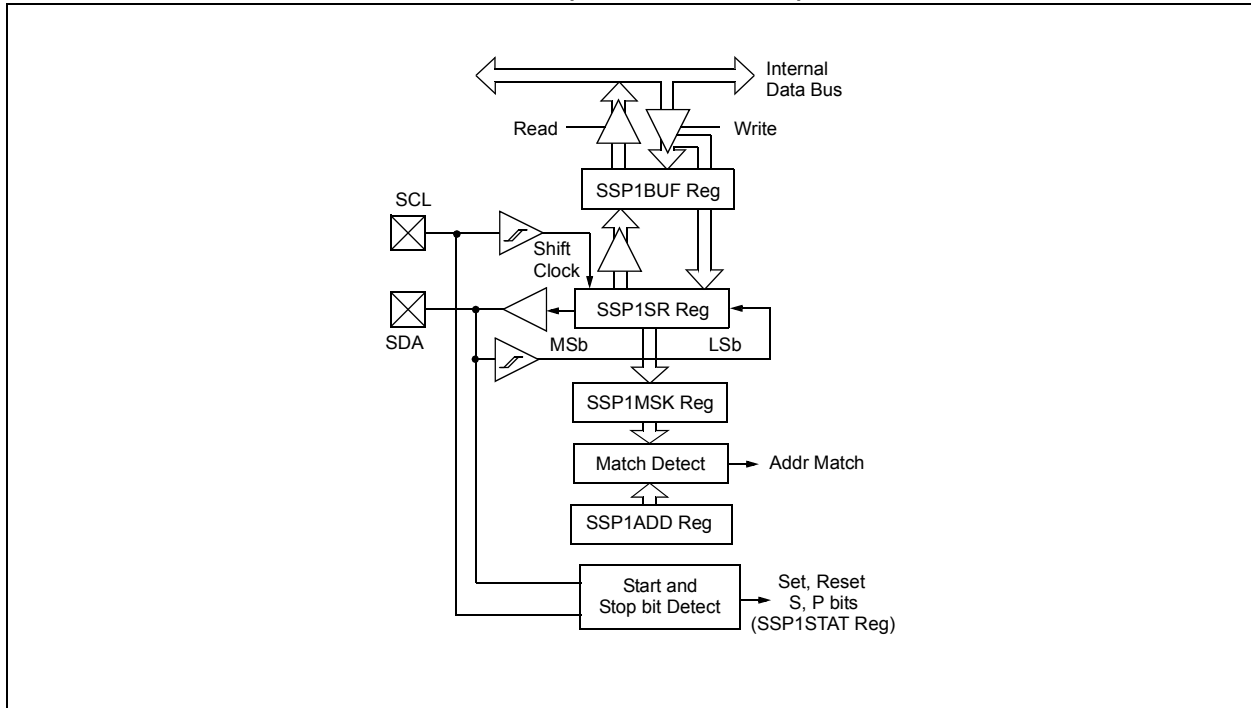 Internal
Data Bus
Read
Write
SSP1BUF Reg
SCL
Shift
Clock
SSP1SR Reg
SDA
MSb
LSb
SSP1MSK Reg
Match Detect
Addr Match
SSP1ADD Reg
Start and
Stop bit Detect
Set, Reset
S, P bits
(SSP1STAT Reg)